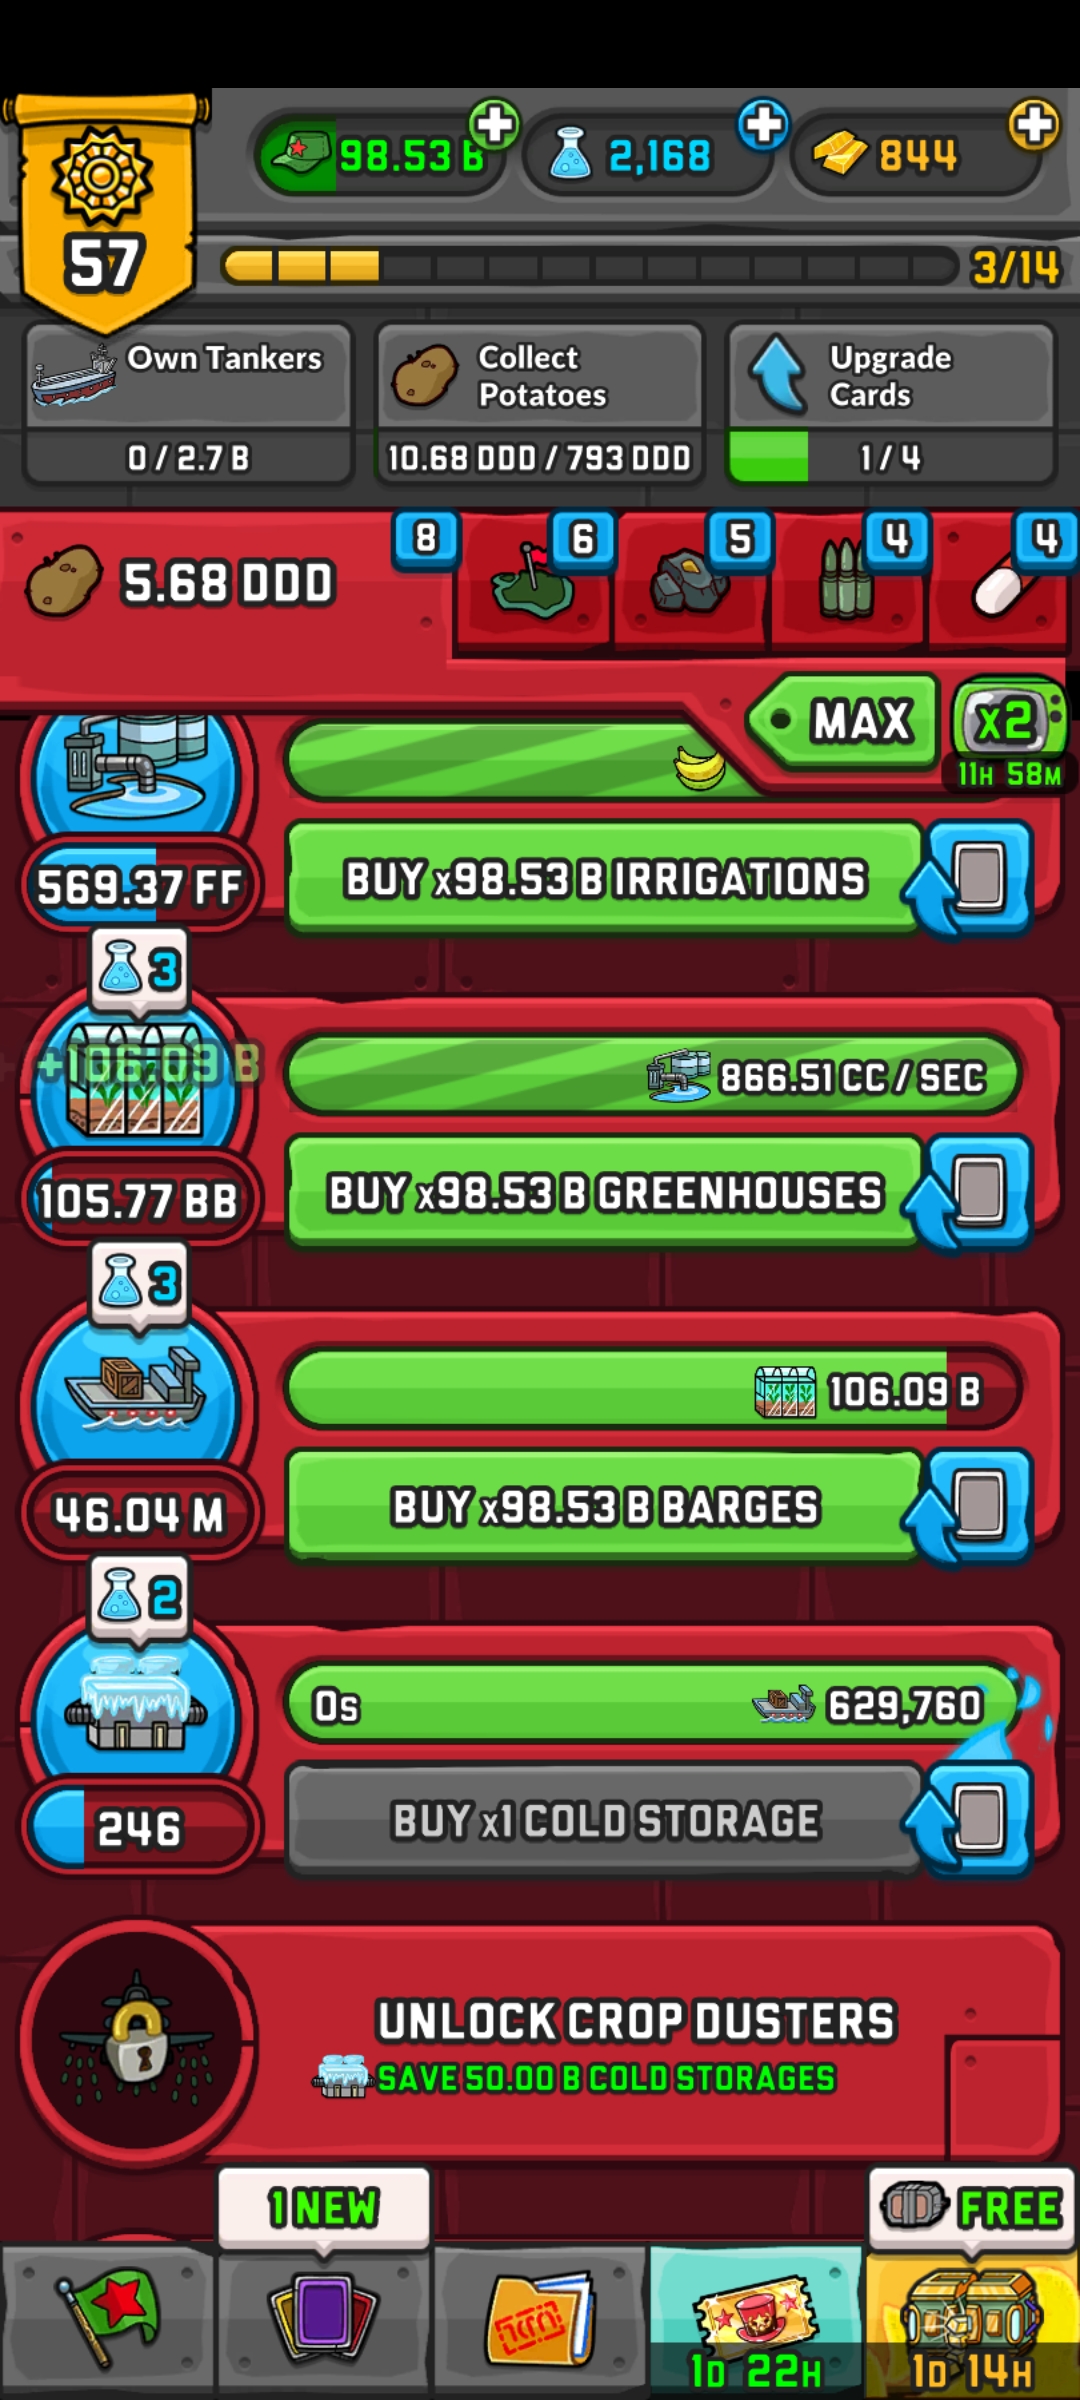 57
98.53 B
2,168
844
3/14
Own Tankers
0 / 2.7 B
Collect
Potatoes
10.68 DDD / 793 DDD
Upgrade
Cards
1 / 4
5.68 DDD
8
6
5
4
4
MAX
x2
11H 58M
569.37 FF
BUY x98.53 B IRRIGATIONS
3
+106.09 B
866.51 CC / SEC
105.77 BB
BUY x98.53 B GREENHOUSES
3
106.09 B
46.04 M
BUY x98.53 B BARGES
2
0s
629,760
246
BUY x1 COLD STORAGE
UNLOCK CROP DUSTERS
SAVE 50.00 B COLD STORAGES
1 NEW
FREE
1D 22H
1D 14H